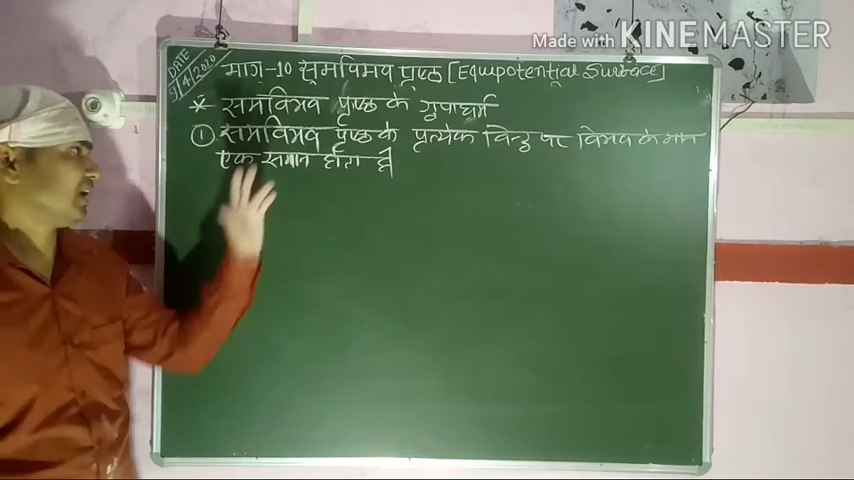 Made with KINEMASTER
DATE 9/4/2020
भाग-10 समविभव पृष्ठ [Equipotential Surface]
* समविभव पृष्ठ के गुणधर्म
① समविभव पृष्ठ के प्रत्येक बिन्दु पर विभव के मान
एक समान होता है।